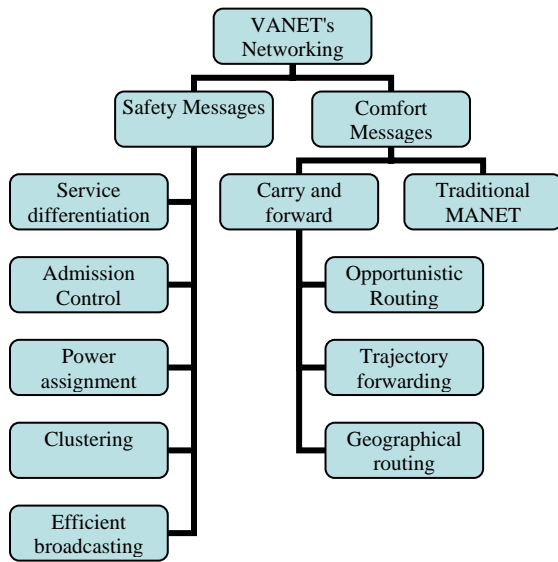 VANET's
Networking
Safety Messages
Comfort
Messages
Service
differentiation
Carry and
forward
Traditional
MANET
Admission
Control
Opportunistic
Routing
Power
assignment
Trajectory
forwarding
Clustering
Geographical
routing
Efficient
broadcasting